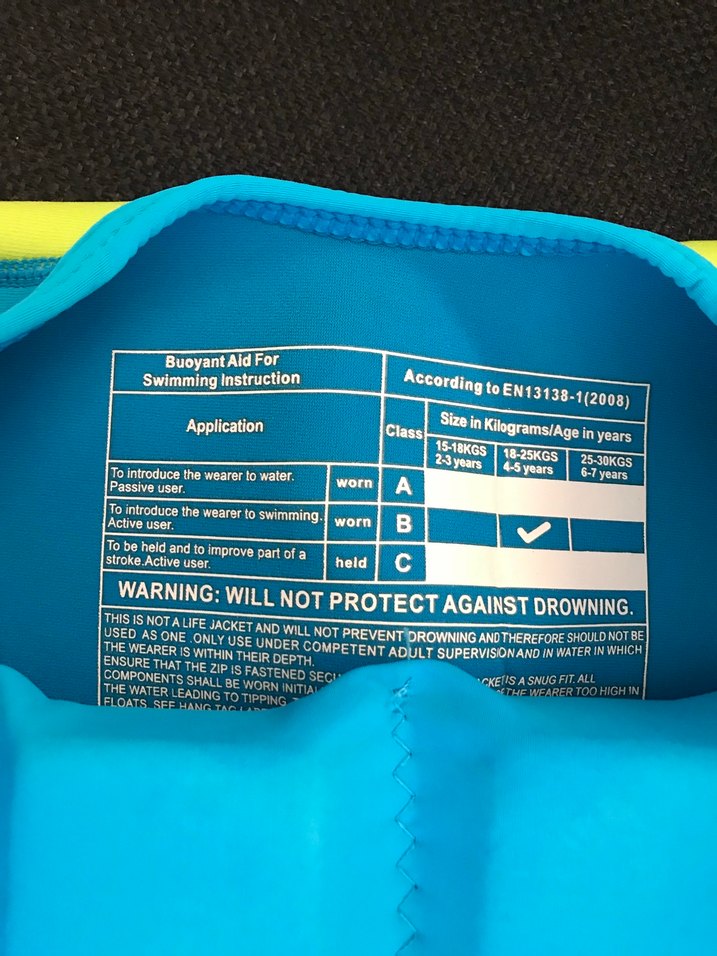 Buoyant Aid For
Swimming Instruction
According to EN13138-1(2008)
Application
Class
Size in Kilograms/Age in years
15-18KGS
2-3 years
18-25KGS
4-5 years
25-30KGS
6-7 years
To introduce the wearer to water.
Passive user.
worn
A
To introduce the wearer to swimming.
Active user.
worn
B
To be held and to improve part of a
stroke.Active user.
held
C
WARNING: WILL NOT PROTECT AGAINST DROWNING.
THIS IS NOT A LIFE JACKET AND WILL NOT PREVENT DROWNING AND THEREFORE SHOULD NOT BE
USED AS ONE .ONLY USE UNDER COMPETENT ADULT SUPERVISION AND IN WATER IN WHICH
THE WEARER IS WITHIN THEIR DEPTH.
ENSURE THAT THE ZIP IS FASTENED IS A SNUG FIT. ALL
COMPONENTS SHALL BE WORN THE WEARER TOO HIGH IN
THE WATER LEADING TO TIPPING
FLOATS. SEE HANG TAG